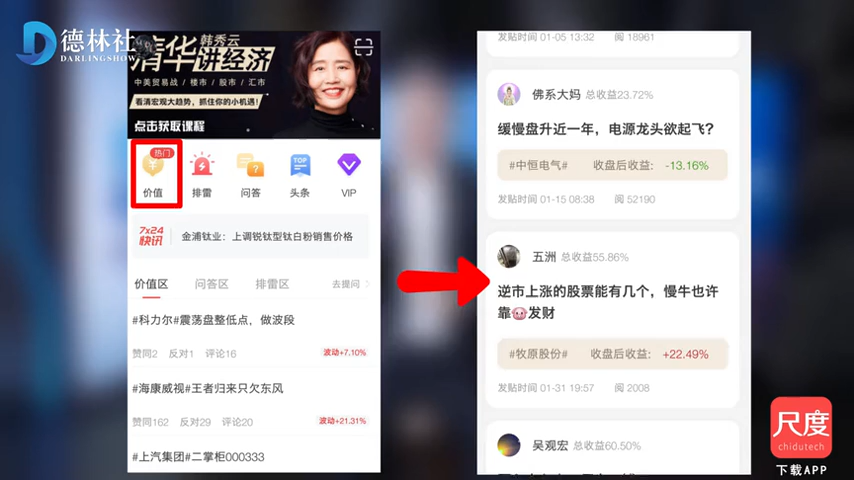 德林社
DARLINGSHOW
清华 韩秀云 讲经济
中美贸易战 / 楼市 / 股市 / 汇市
看清宏观大趋势，抓住你的小机遇！
点击获取课程
热门
TOP
价值 排雷 问答 头条 VIP
7x24
快讯
金浦钛业：上调锐钛型钛白粉销售价格
价值区 问答区 排雷区 去提问
#科力尔#震荡盘整低点，做波段
赞同2 反对1 评论16 波动+7.10%
#海康威视#王者归来只欠东风
赞同162 反对29 评论20 波动+21.31%
#上汽集团#二掌柜000333
发贴时间 01-05 13:32 阅 18961
佛系大妈 总收益23.72%
缓慢盘升近一年，电源龙头欲起飞？
#中恒电气# 收盘后收益: -13.16%
发贴时间 01-15 08:38 阅 52190
五洲 总收益55.86%
逆市上涨的股票能有几个，慢牛也许
靠🐷发财
#牧原股份# 收盘后收益: +22.49%
发贴时间 01-31 19:57 阅 2008
吴观宏 总收益60.50%
尺度
chidutech
下载APP